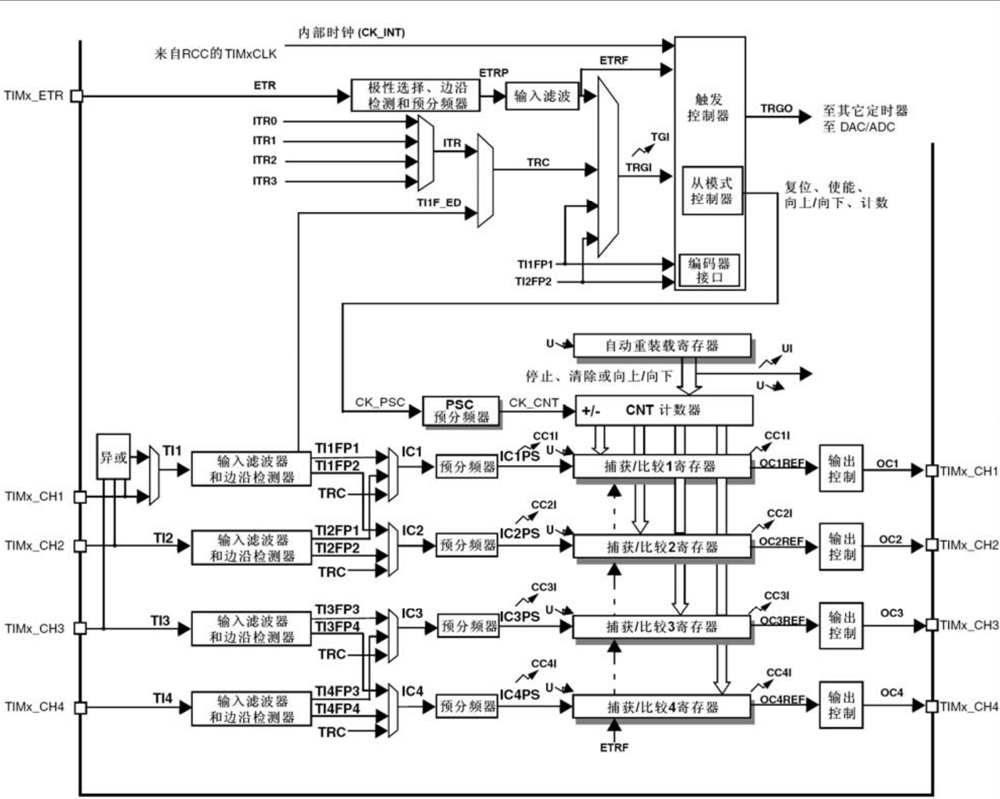 内部时钟 (CK_INT)
来自RCC的TIMxCLK
ETRF
TIMx_ETR
ETR
极性选择、边沿
检测和预分频器
ETRP
输入滤波
触发
控制器
TRGO
至其它定时器
至 DAC/ADC
ITR0
ITR1
ITR2
ITR3
ITR
TRC
TGI
TRGI
TI1F_ED
从模式
控制器
复位、使能、
向上/向下、计数
TI1FP1
TI2FP2
编码器
接口
U
自动重装载寄存器
UI
停止、清除或向上/向下
U
CK_PSC
PSC
预分频器
CK_CNT
+/-
CNT 计数器
异或
TI1
输入滤波器
和边沿检测器
TI1FP1
TI1FP2
TRC
IC1
预分频器
CC1I
IC1PS
U
捕获/比较1寄存器
CC1I
OC1REF
输出
控制
OC1
TIMx_CH1
TIMx_CH1
TIMx_CH2
TI2
输入滤波器
和边沿检测器
TI2FP1
TI2FP2
TRC
IC2
预分频器
CC2I
IC2PS
U
捕获/比较2寄存器
CC2I
OC2REF
输出
控制
OC2
TIMx_CH2
TIMx_CH3
TI3
输入滤波器
和边沿检测器
TI3FP3
TI3FP4
TRC
IC3
预分频器
CC3I
IC3PS
U
捕获/比较3寄存器
CC3I
OC3REF
输出
控制
OC3
TIMx_CH3
TIMx_CH4
TI4
输入滤波器
和边沿检测器
TI4FP3
TI4FP4
TRC
IC4
预分频器
CC4I
IC4PS
U
捕获/比较4寄存器
CC4I
OC4REF
输出
控制
OC4
TIMx_CH4
ETRF